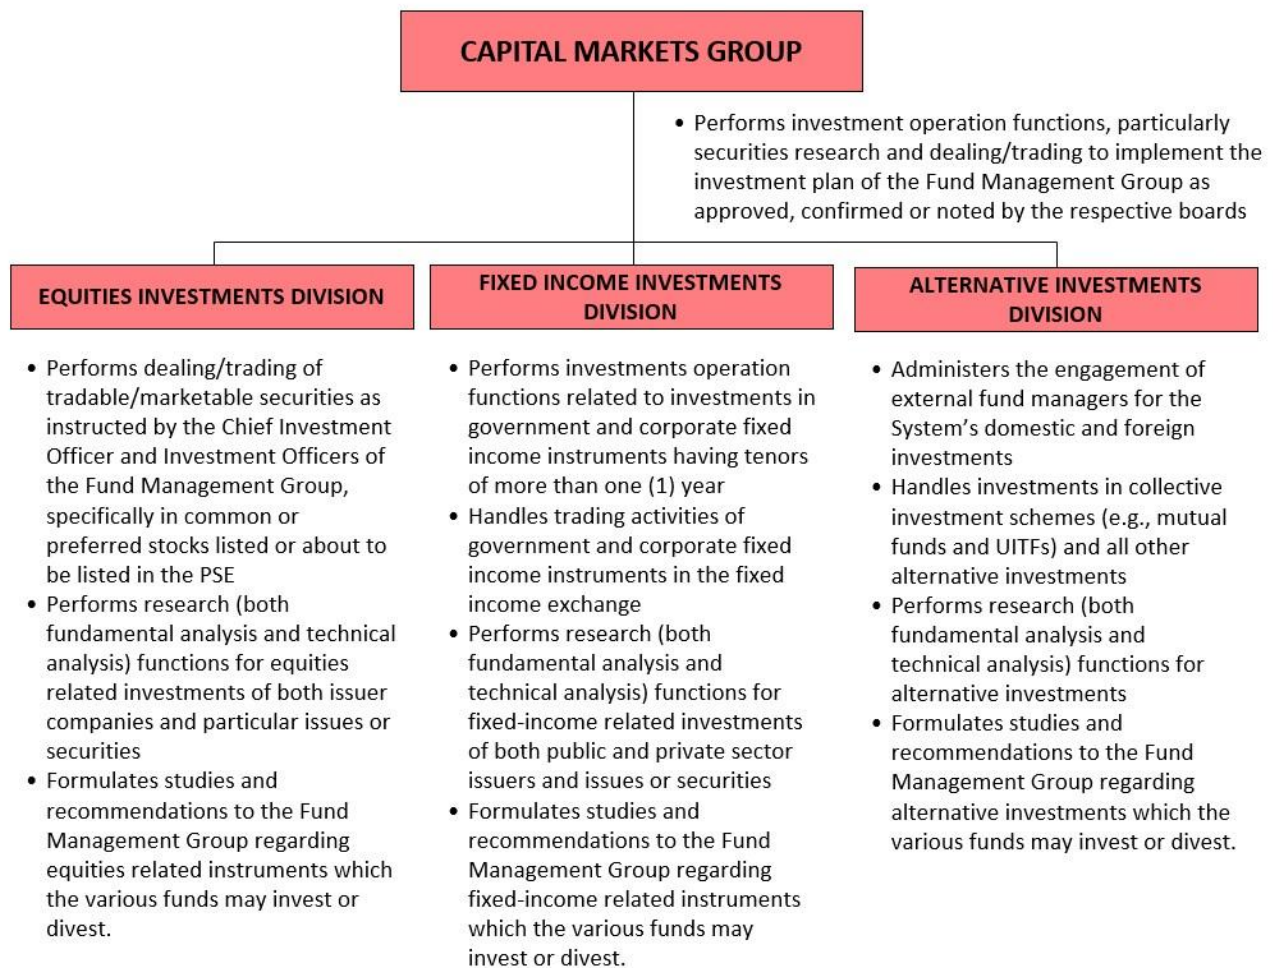 CAPITAL MARKETS GROUP
• Performs investment operation functions, particularly
securities research and dealing/trading to implement the
investment plan of the Fund Management Group as
approved, confirmed or noted by the respective boards
EQUITIES INVESTMENTS DIVISION
• Performs dealing/trading of
tradable/marketable securities as
instructed by the Chief Investment
Officer and Investment Officers of
the Fund Management Group,
specifically in common or
preferred stocks listed or about to
be listed in the PSE
• Performs research (both
fundamental analysis and technical
analysis) functions for equities
related investments of both issuer
companies and particular issues or
securities
• Formulates studies and
recommendations to the Fund
Management Group regarding
equities related instruments which
the various funds may invest or
divest.
FIXED INCOME INVESTMENTS
DIVISION
• Performs investments operation
functions related to investments in
government and corporate fixed
income instruments having tenors
of more than one (1) year
• Handles trading activities of
government and corporate fixed
income instruments in the fixed
income exchange
• Performs research (both
fundamental analysis and
technical analysis) functions for
fixed-income related investments
of both public and private sector
issuers and issues or securities
• Formulates studies and
recommendations to the Fund
Management Group regarding
fixed-income related instruments
which the various funds may
invest or divest.
ALTERNATIVE INVESTMENTS
DIVISION
• Administers the engagement of
external fund managers for the
System’s domestic and foreign
investments
• Handles investments in collective
investment schemes (e.g., mutual
funds and UITFs) and all other
alternative investments
• Performs research (both
fundamental analysis and
technical analysis) functions for
alternative investments
• Formulates studies and
recommendations to the Fund
Management Group regarding
alternative investments which the
various funds may invest or divest.